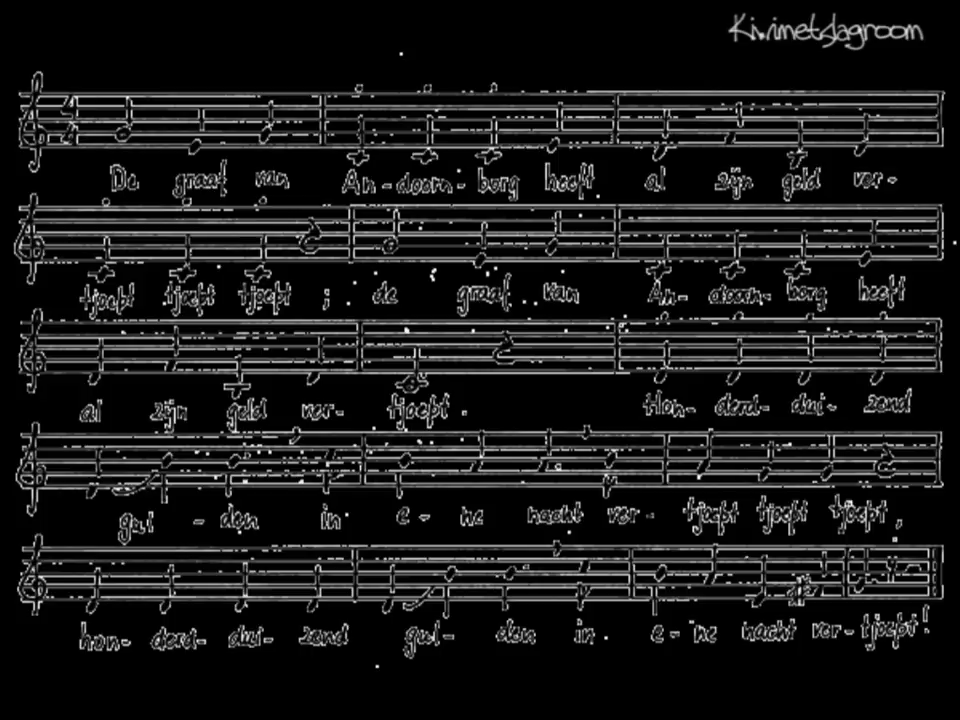 Kiwimetslagroom
De graaf van An-doorn-borg heeft al zijn geld ver-
tjoept tjoept tjoept ; de graaf van An-doorn-borg heeft
al zijn geld ver-tjoept. Hon-derd-dui-zend
gul-den in e-ne nacht ver-tjoept tjoept tjoept,
hon-derd-dui-zend gul-den in e-ne nacht ver-tjoept!